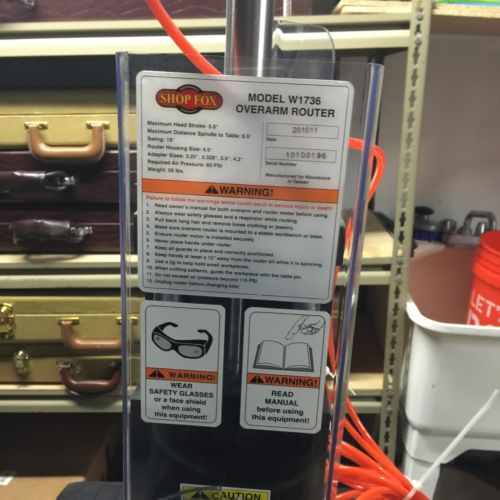 SHOP FOX
MODEL W1736
OVERARM ROUTER
Maximum Head Stroke: 5.5"
Maximum Distance Spindle to Table: 6.5"
Swing: 18"
Router Housing Size: 4.5"
Adapter Sizes: 3.25", 3.328", 3.5", 4.2"
Required Air Pressure: 60 PSI
Weight: 98 lbs.
201011
Date
10100196
Serial Number
Manufactured for Woodstock
in Taiwan
WARNING!
Failure to follow the warnings below could result in serious injury or death!
1. Read owner's manual for both overarm and router motor before using.
2. Always wear safety glasses and a respirator while routing.
3. Pull back long hair and remove loose clothing or jewelry.
4. Make sure overarm router is mounted to a stable workbench or base.
5. Ensure router motor is installed securely.
6. Never place hands under router.
7. Keep all guards in place and correctly positioned.
8. Keep hands at least a 12" away from the router bit while it is spinning.
9. Use a jig to help hold small workpieces.
10. When cutting patterns, guide the workpiece with the table pin.
11. Do not exceed air pressure beyond 115 PSI.
12. Unplug router before changing bits!
WARNING!
WEAR
SAFETY GLASSES
or a face shield
when using
this equipment!
WARNING!
READ
MANUAL
before using
this equipment!
CAUTION
LET'S